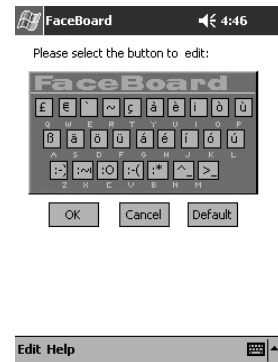 FaceBoard 4:46
Please select the button to edit:
FaceBoard
£ € ` ~ ç à è ì ò ù
Q W E R T Y U I O P
ß ä ö ü á é í ó ú
A S D F G H J K L
:-) :~( :O :-( :* ^_ >_
Z X C V B N M
OK Cancel Default
Edit Help